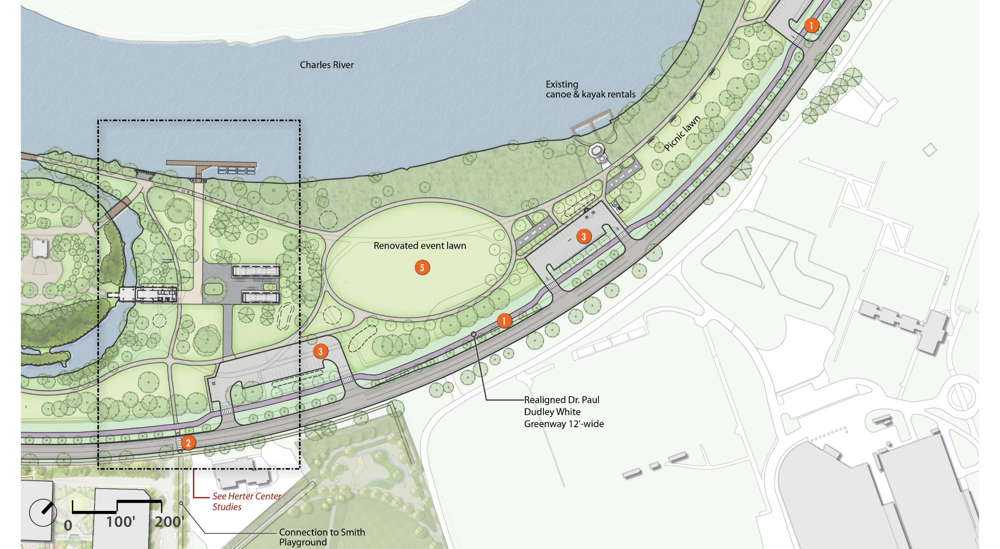 1
Charles River
Existing
canoe & kayak rentals
Picnic lawn
3
Renovated event lawn
5
1
3
Realigned Dr. Paul
Dudley White
Greenway 12'-wide
2
See Herter Center
Studies
0
100'
200'
Connection to Smith
Playground